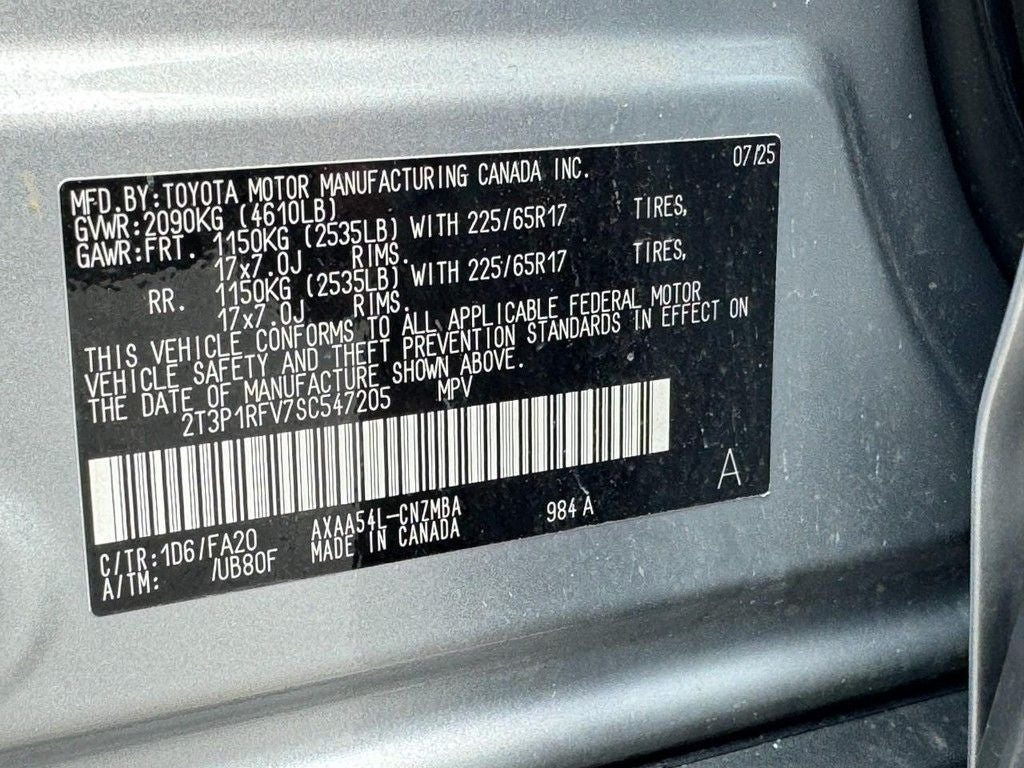 07/25
MFD.BY:TOYOTA MOTOR MANUFACTURING CANADA INC.
GVWR:2090KG (4610LB)
GAWR:FRT. 1150KG (2535LB) WITH 225/65R17 TIRES,
17x7.0J RIMS.
RR. 1150KG (2535LB) WITH 225/65R17 TIRES,
17x7.0J RIMS.
THIS VEHICLE CONFORMS TO ALL APPLICABLE FEDERAL MOTOR
VEHICLE SAFETY AND THEFT PREVENTION STANDARDS IN EFFECT ON
THE DATE OF MANUFACTURE SHOWN ABOVE.
2T3P1RFV7SC547205 MPV
A
C/TR:1D6/FA20 AXAA54L-CNZMBA 984 A
A/TM: /UB80F MADE IN CANADA